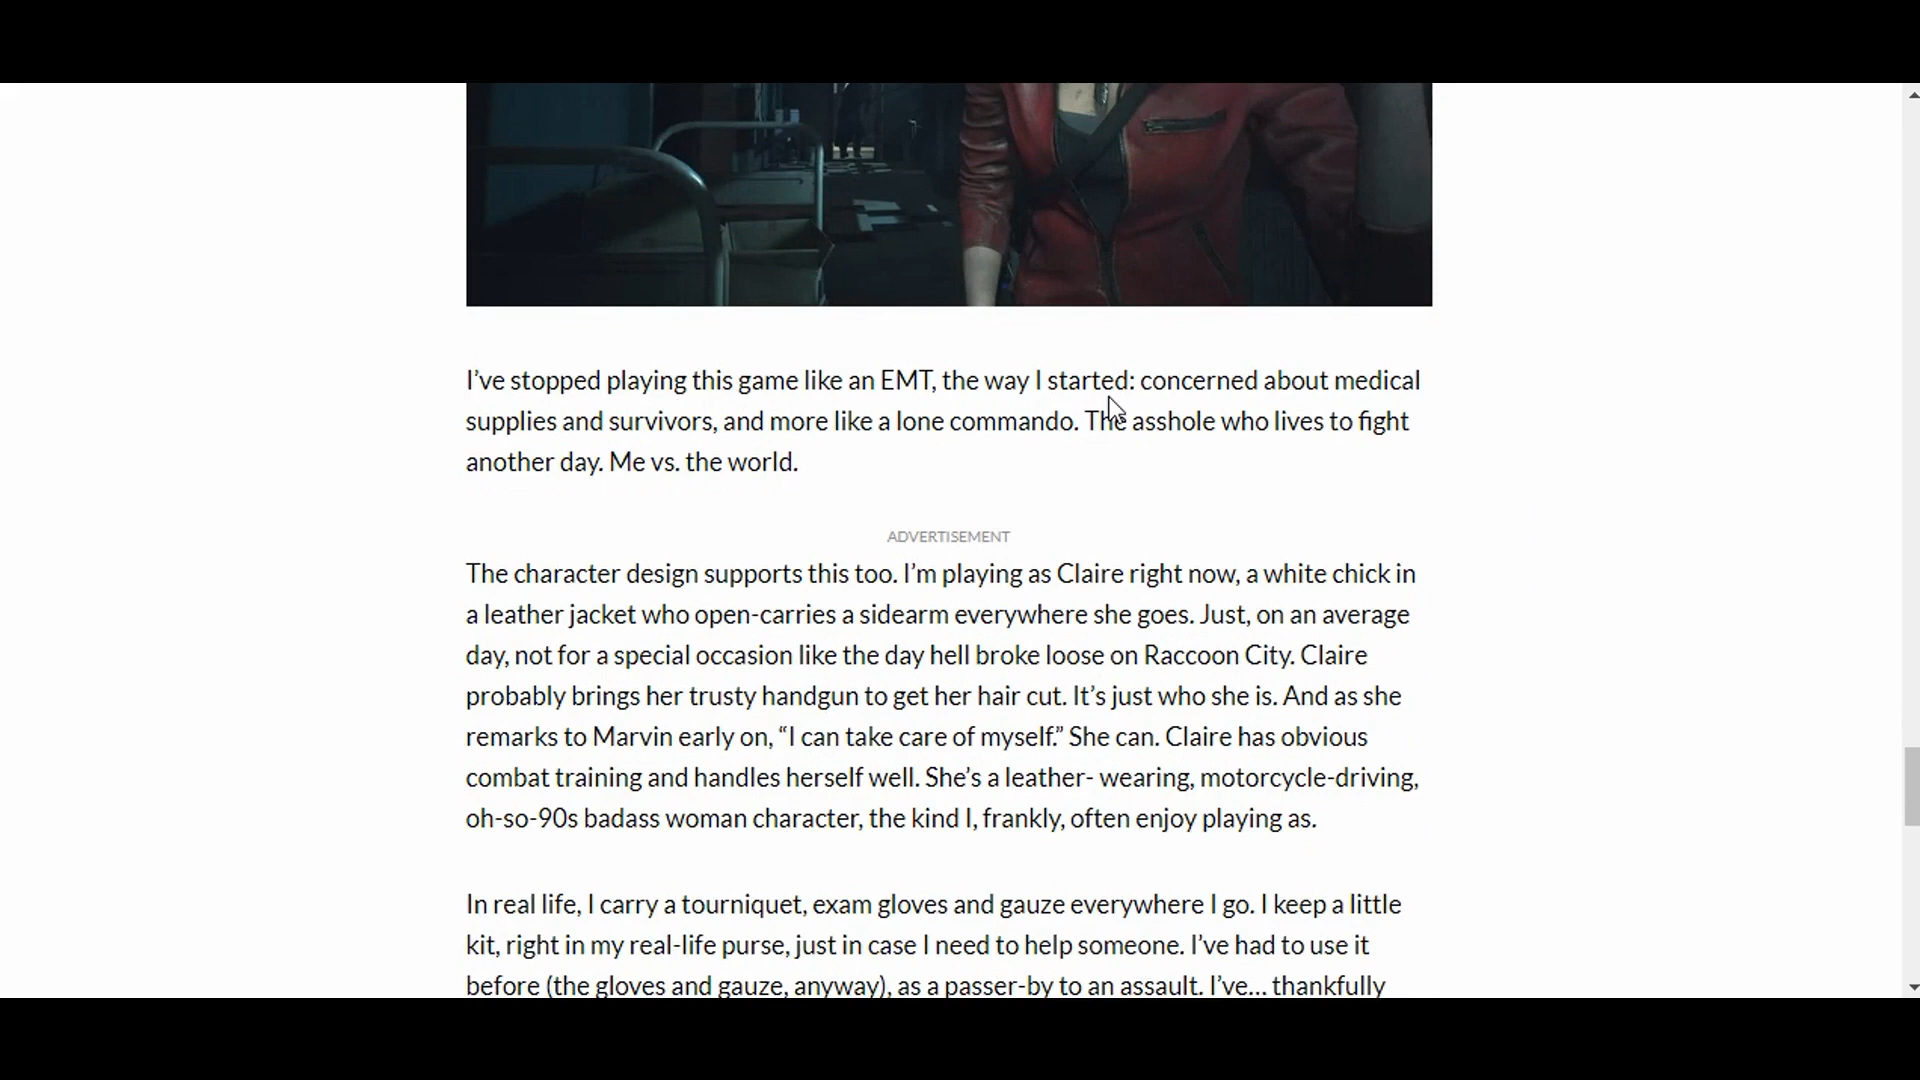 I’ve stopped playing this game like an EMT, the way I started: concerned about medical
supplies and survivors, and more like a lone commando. The asshole who lives to fight
another day. Me vs. the world.
ADVERTISEMENT
The character design supports this too. I’m playing as Claire right now, a white chick in
a leather jacket who open-carries a sidearm everywhere she goes. Just, on an average
day, not for a special occasion like the day hell broke loose on Raccoon City. Claire
probably brings her trusty handgun to get her hair cut. It’s just who she is. And as she
remarks to Marvin early on, “I can take care of myself.” She can. Claire has obvious
combat training and handles herself well. She’s a leather- wearing, motorcycle-driving,
oh-so-90s badass woman character, the kind I, frankly, often enjoy playing as.
In real life, I carry a tourniquet, exam gloves and gauze everywhere I go. I keep a little
kit, right in my real-life purse, just in case I need to help someone. I’ve had to use it
before (the gloves and gauze, anyway), as a passer-by to an assault. I’ve… thankfully